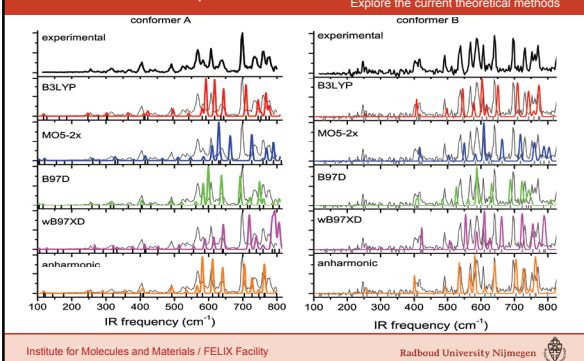 Explore the current theoretical methods
conformer A
experimental
B3LYP
MO5-2x
B97D
wB97XD
anharmonic
100 200 300 400 500 600 700 800
IR frequency (cm⁻¹)
conformer B
experimental
B3LYP
MO5-2x
B97D
wB97XD
anharmonic
100 200 300 400 500 600 700 800
IR frequency (cm⁻¹)
Institute for Molecules and Materials / FELIX Facility
Radboud University Nijmegen